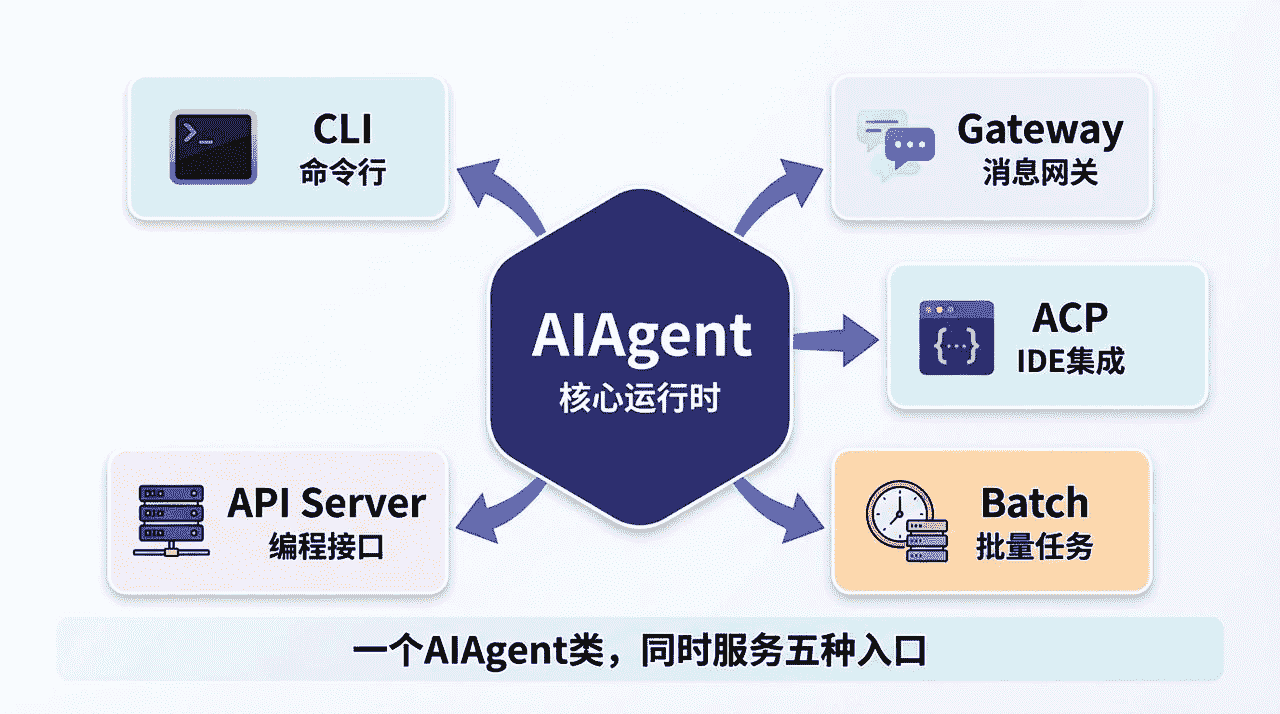 CLI
命令行
Gateway
消息网关
AIAgent
核心运行时
ACP
IDE集成
API Server
编程接口
Batch
批量任务
一个AIAgent类，同时服务五种入口